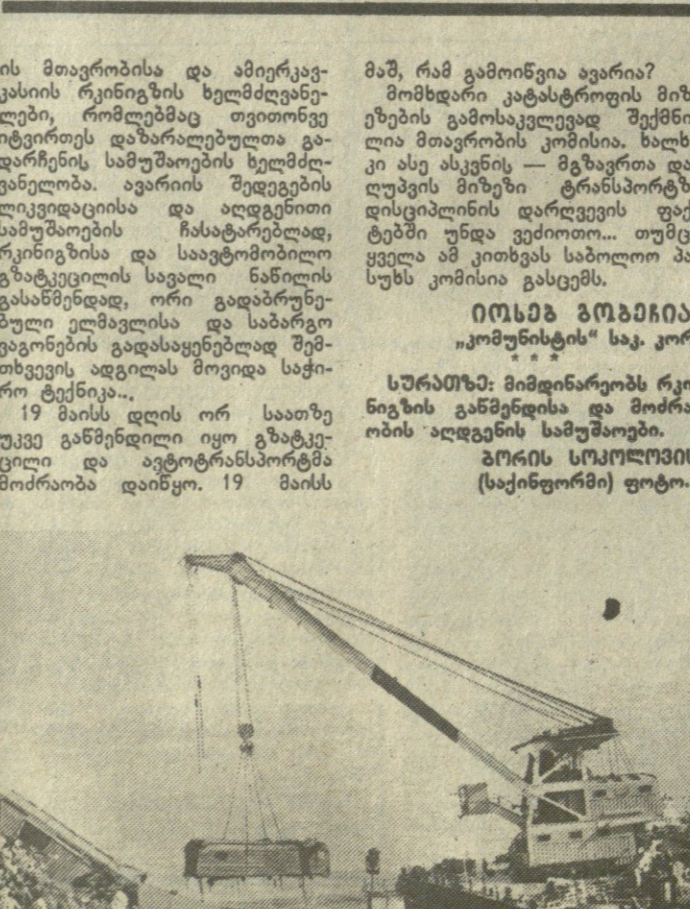 ის მთავრობისა და ამიერკავ-
კასიის რკინიგზის ხელმძღვანე-
ლები, რომლებმაც თვითონვე
იტვირთეს დაზარალებულთა გა-
დარჩენის სამუშაოების ხელმძღ-
ვანელობა. ავარიის შედეგების
ლიკვიდაციისა და აღდგენითი
სამუშაოების ჩასატარებლად,
რკინიგზისა და საავტომობილო
გზატკეცილის სავალი ნაწილის
გასაწმენდად, ორი გადაბრუნე-
ბული ელმავლისა და საბარგო
ვაგონების გადასაყენებლად შემ-
თხვევის ადგილას მოვიდა საჭი-
რო ტექნიკა...
19 მაისს დღის ორ საათზე
უკვე გაწმენდილი იყო გზატკე-
ცილი და ავტოტრანსპორტმა
მოძრაობა დაიწყო. 19 მაისს
მაშ, რამ გამოიწვია ავარია?
მომხდარი კატასტროფის მიზ
ეზების გამოსაკვლევად შექმნი
ლია მთავრობის კომისია. ხალხ
კი ასე ასკვნის — მგზავრთა და
ღუპვის მიზეზი ტრანსპორტზ
დისციპლინის დარღვევის ფაქ
ტებში უნდა ვეძიოთო... თუმც
ყველა ამ კითხვას საბოლოო პა
სუხს კომისია გასცემს.
იოსებ გობეჩია
„კომუნისტის“ საკ. კორ
* * *
სურათზე: მიმდინარეობს რკი
ნიგზის გაწმენდისა და მოძრა
ობის აღდგენის სამუშაოები.
ბორის სოკოლოვის
(საქინფორმი) ფოტო.